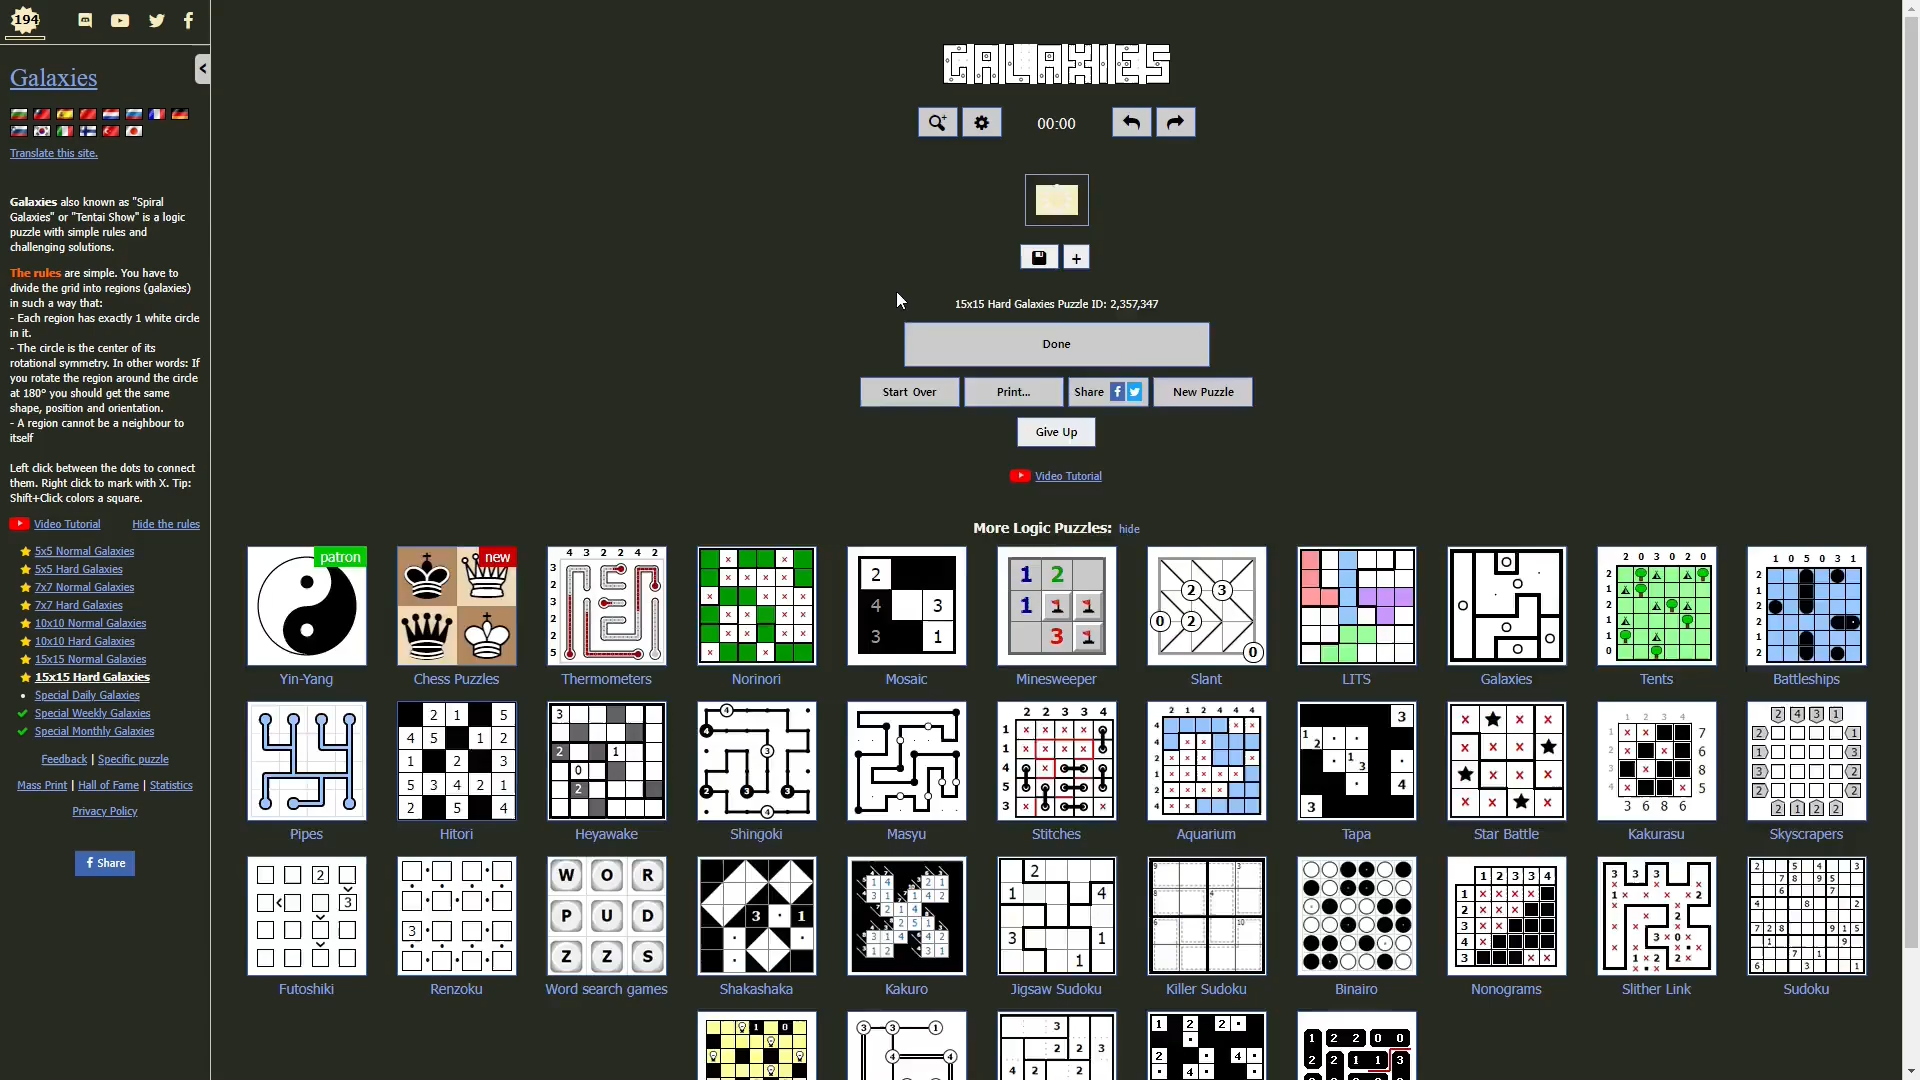 194
Galaxies
Translate this site.
Galaxies also known as "Spiral
Galaxies" or "Tentai Show" is a logic
puzzle with simple rules and
challenging solutions.
The rules are simple. You have to
divide the grid into regions (galaxies)
in such a way that:
- Each region has exactly 1 white circle
in it.
- The circle is the center of its
rotational symmetry. In other words: If
you rotate the region around the circle
at 180° you should get the same
shape, position and orientation.
- A region cannot be a neighbour to
itself
Left click between the dots to connect
them. Right click to mark with X. Tip:
Shift+Click colors a square.
Video Tutorial Hide the rules
5x5 Normal Galaxies
5x5 Hard Galaxies
7x7 Normal Galaxies
7x7 Hard Galaxies
10x10 Normal Galaxies
10x10 Hard Galaxies
15x15 Normal Galaxies
15x15 Hard Galaxies
Special Daily Galaxies
Special Weekly Galaxies
Special Monthly Galaxies
Feedback | Specific puzzle
Mass Print | Hall of Fame | Statistics
Privacy Policy
Share
GALAXIES
00:00
15x15 Hard Galaxies Puzzle ID: 2,357,347
Done
Start Over Print... Share New Puzzle
Give Up
Video Tutorial
More Logic Puzzles: hide
patron new
Yin-Yang Chess Puzzles Thermometers Norinori Mosaic Minesweeper Slant LITS Galaxies Tents Battleships
Pipes Hitori Heyawake Shingoki Masyu Stitches Aquarium Tapa Star Battle Kakurasu Skyscrapers
W O R
P U D
Z Z S
Futoshiki Renzoku Word search games Shakashaka Kakuro Jigsaw Sudoku Killer Sudoku Binairo Nonograms Slither Link Sudoku